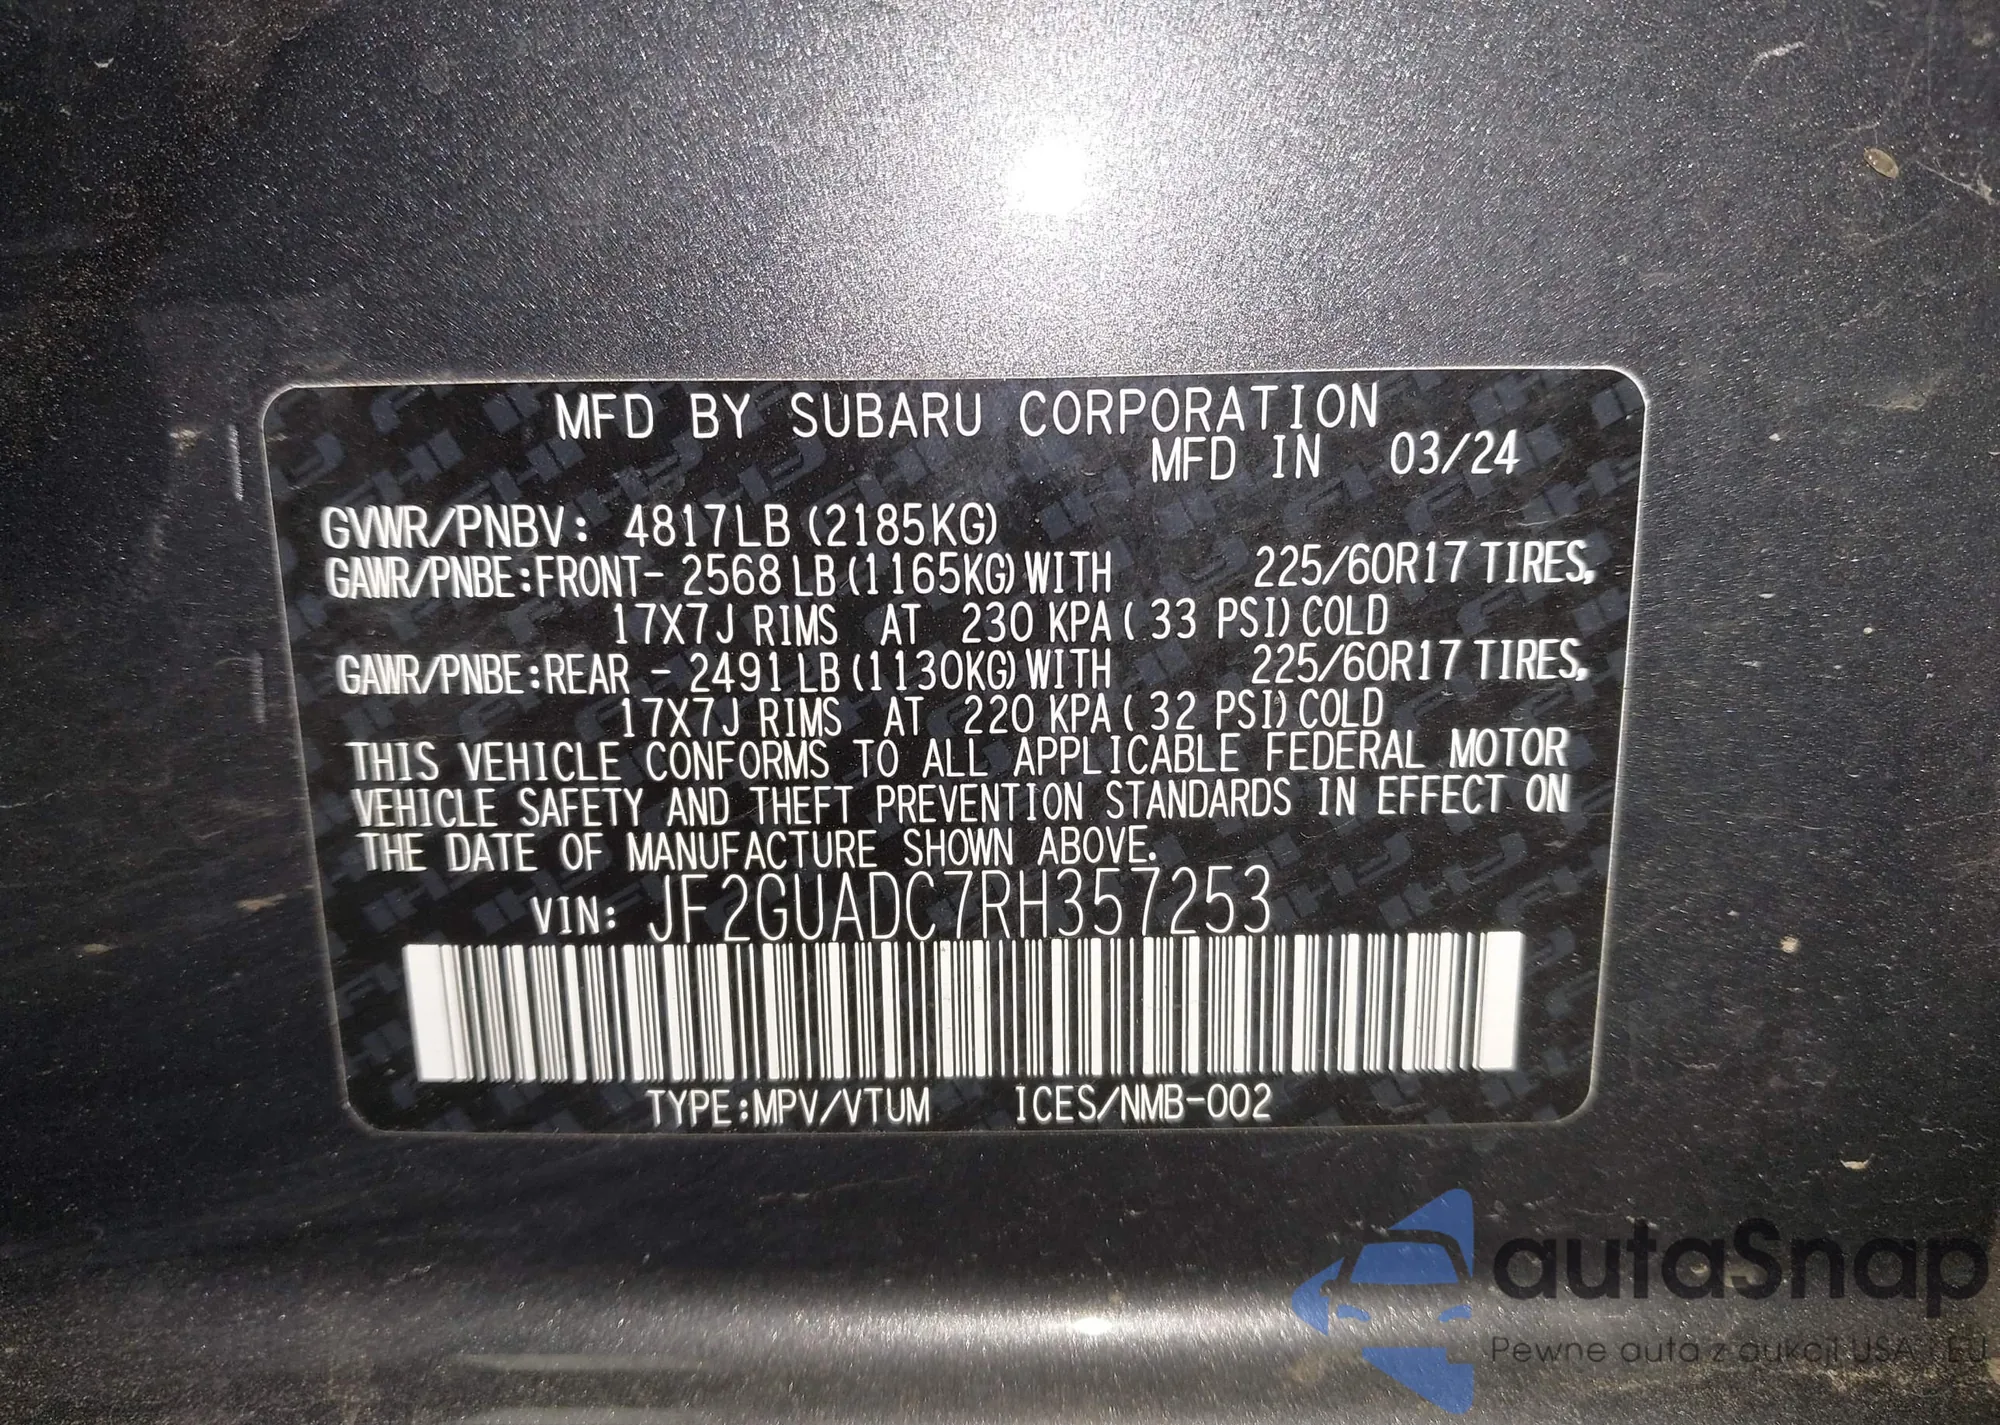 MFD BY SUBARU CORPORATION
MFD IN 03/24
GVWR/PNBV: 4817LB (2185KG)
GAWR/PNBE:FRONT- 2568 LB (1165KG) WITH 225/60R17 TIRES,
17X7J RIMS AT 230 KPA ( 33 PSI) COLD
GAWR/PNBE:REAR - 2491 LB (1130KG) WITH 225/60R17 TIRES,
17X7J RIMS AT 220 KPA ( 32 PSI) COLD
THIS VEHICLE CONFORMS TO ALL APPLICABLE FEDERAL MOTOR
VEHICLE SAFETY AND THEFT PREVENTION STANDARDS IN EFFECT ON
THE DATE OF MANUFACTURE SHOWN ABOVE.
VIN: JF2GUADC7RH357253
TYPE:MPV/VTUM ICES/NMB-002
autaSnap
Pewne auta z aukcji USA i EU